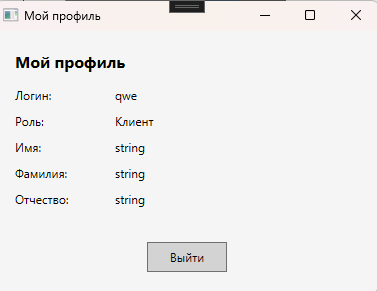 Мой профиль
Мой профиль
Логин: qwe
Роль: Клиент
Имя: string
Фамилия: string
Отчество: string
Выйти